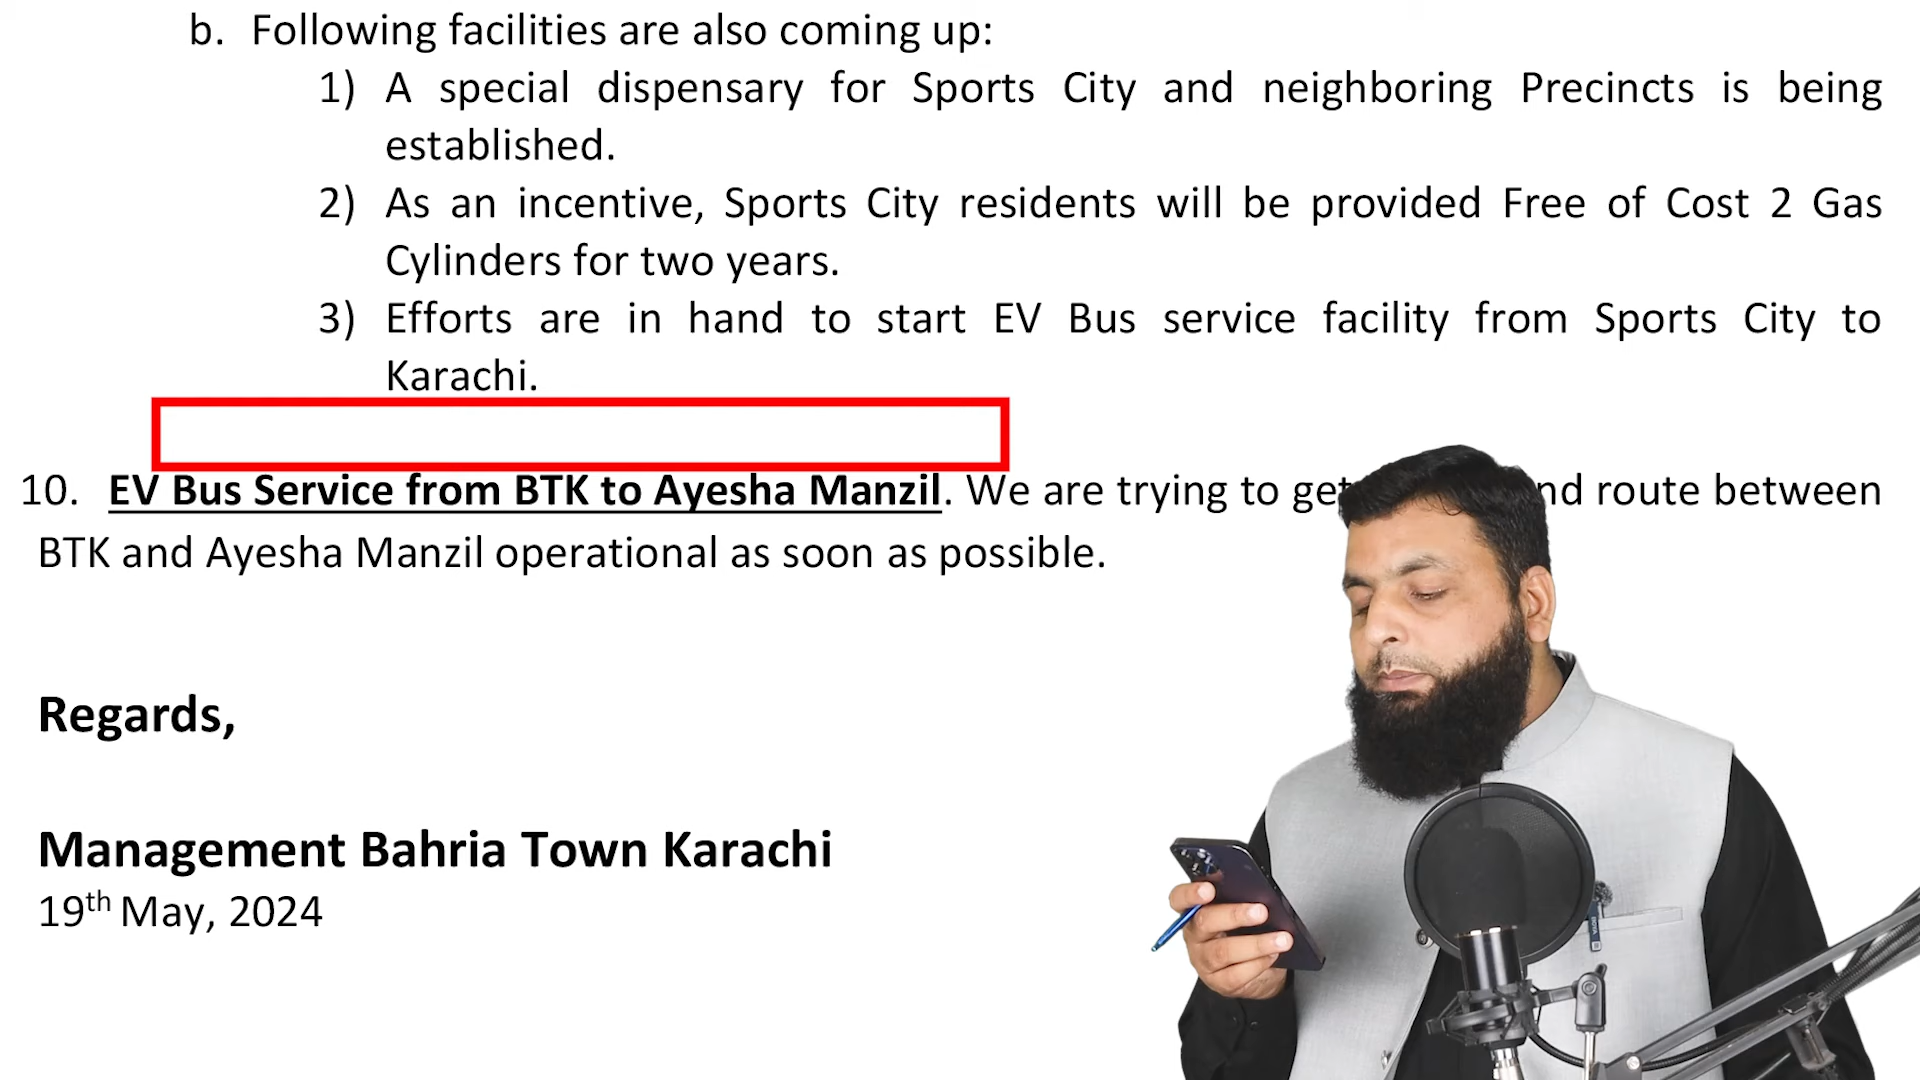 b. Following facilities are also coming up:
1) A special dispensary for Sports City and neighboring Precincts is being
established.
2) As an incentive, Sports City residents will be provided Free of Cost 2 Gas
Cylinders for two years.
3) Efforts are in hand to start EV Bus service facility from Sports City to
Karachi.
10. EV Bus Service from BTK to Ayesha Manzil. We are trying to get route between
BTK and Ayesha Manzil operational as soon as possible.
Regards,
Management Bahria Town Karachi
19th May, 2024